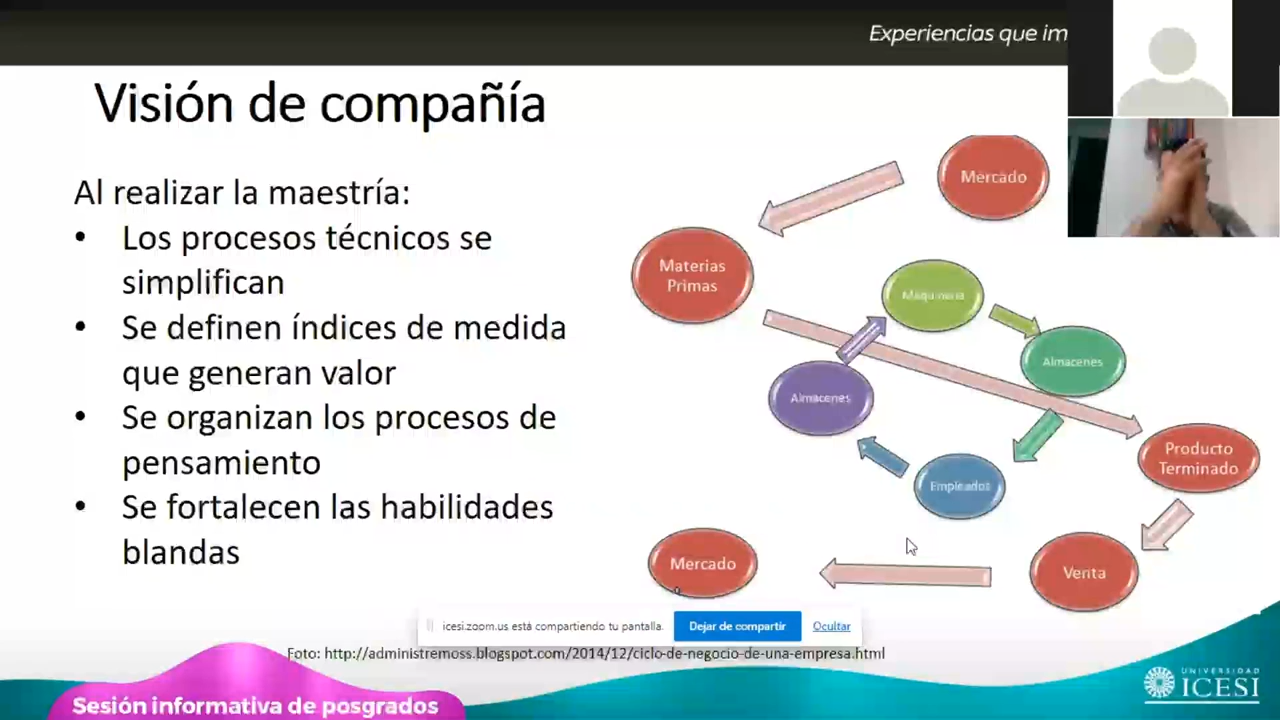 Experiencias que im
Visión de compañía
Al realizar la maestría:
• Los procesos técnicos se
simplifican
• Se definen índices de medida
que generan valor
• Se organizan los procesos de
pensamiento
• Se fortalecen las habilidades
blandas
Mercado
Materias
Primas
Maquinaria
Almacenes
Almacenes
Producto
Terminado
Empleados
Mercado
Venta
icesi.zoom.us está compartiendo tu pantalla.
Dejar de compartir
Ocultar
Foto: http://administremoss.blogspot.com/2014/12/ciclo-de-negocio-de-una-empresa.html
Sesión informativa de posgrados
UNIVERSIDAD
ICESI